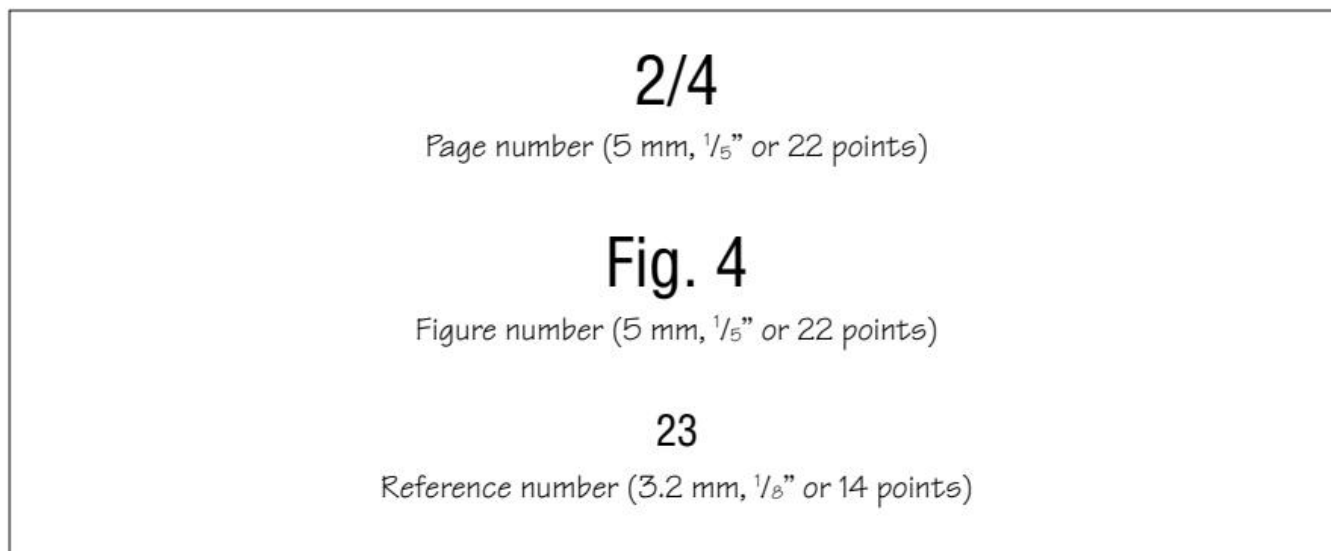 2/4
Page number (5 mm, 1/5” or 22 points)
Fig. 4
Figure number (5 mm, 1/5” or 22 points)
23
Reference number (3.2 mm, 1/8” or 14 points)